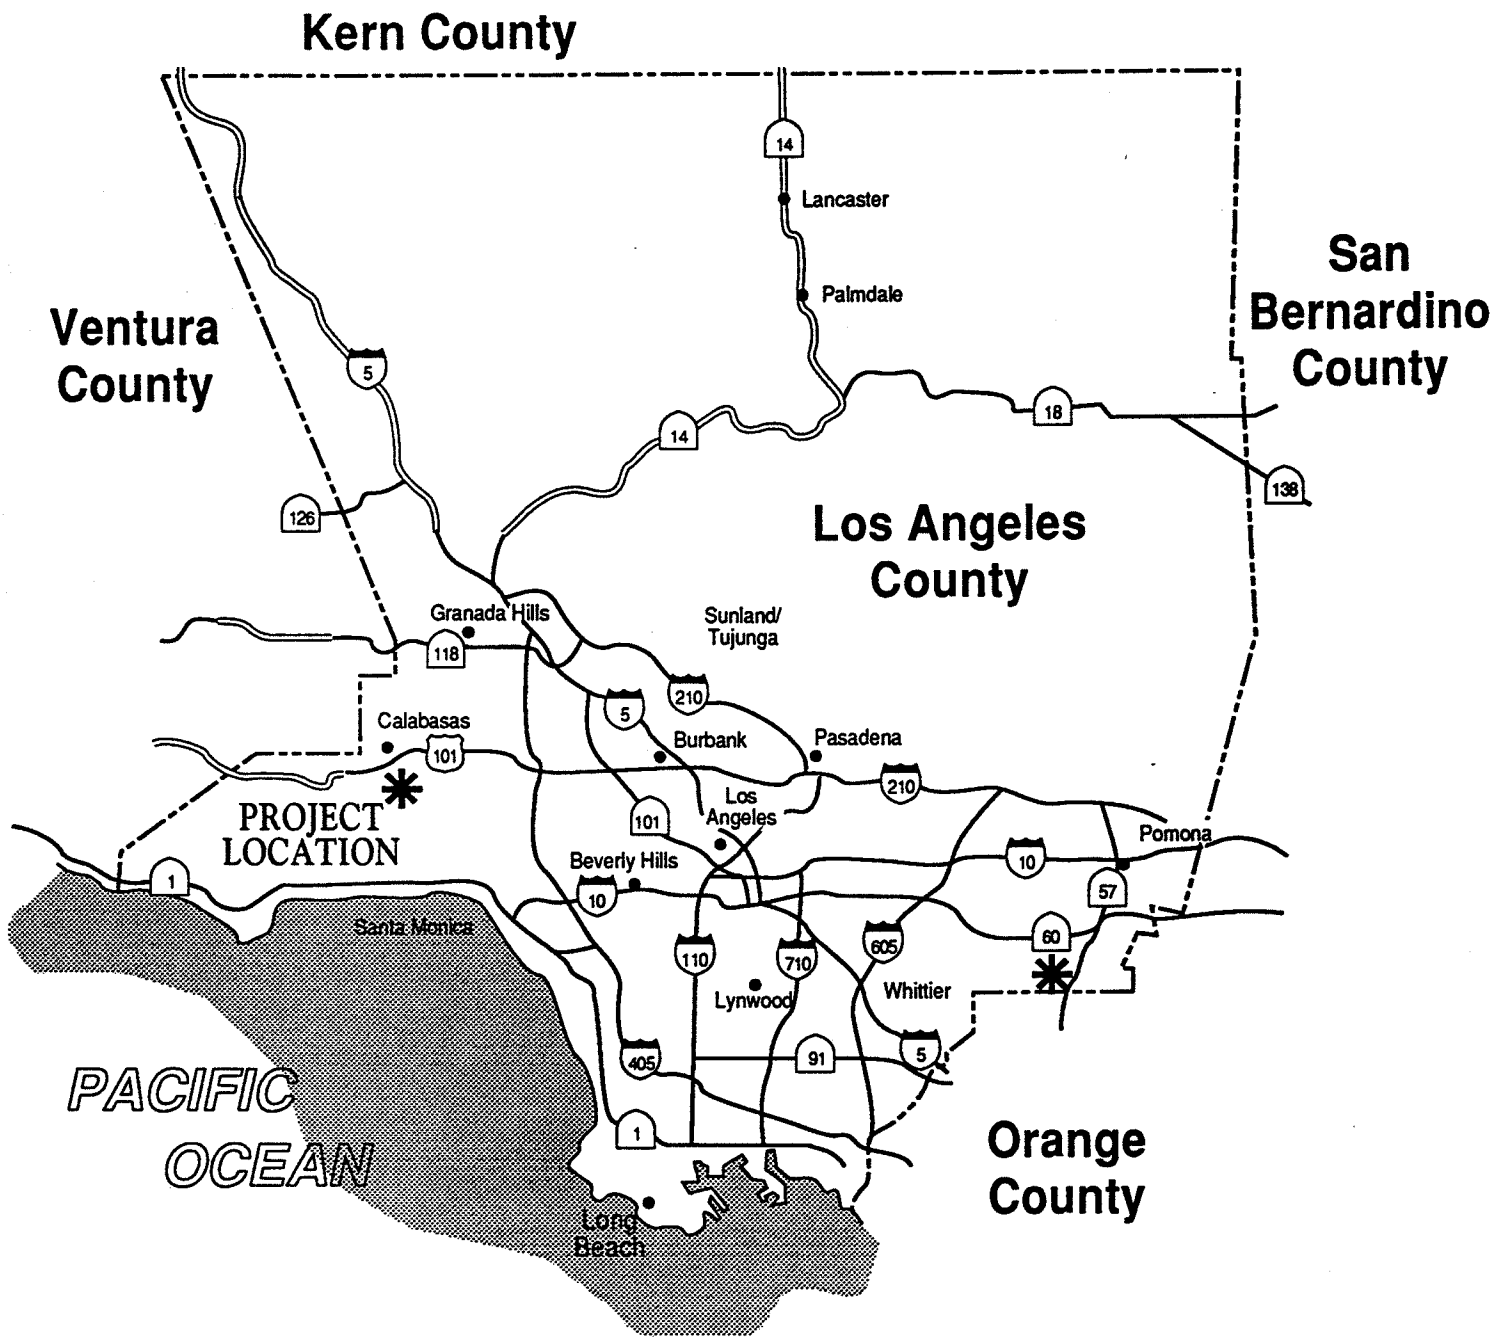 Kern County
14
Lancaster
San
Bernardino
County
Palmdale
Ventura
County
5
18
14
138
126
Los Angeles
County
Granada Hills
Sunland/
Tujunga
118
210
5
Calabasas
101
Burbank
Pasadena
210
Los
Angeles
PROJECT
LOCATION
101
Pomona
Beverly Hills
10
1
10
57
Santa Monica
60
110
710
605
Lynwood
Whittier
405
91
5
PACIFIC
OCEAN
1
Orange
County
Long
Beach